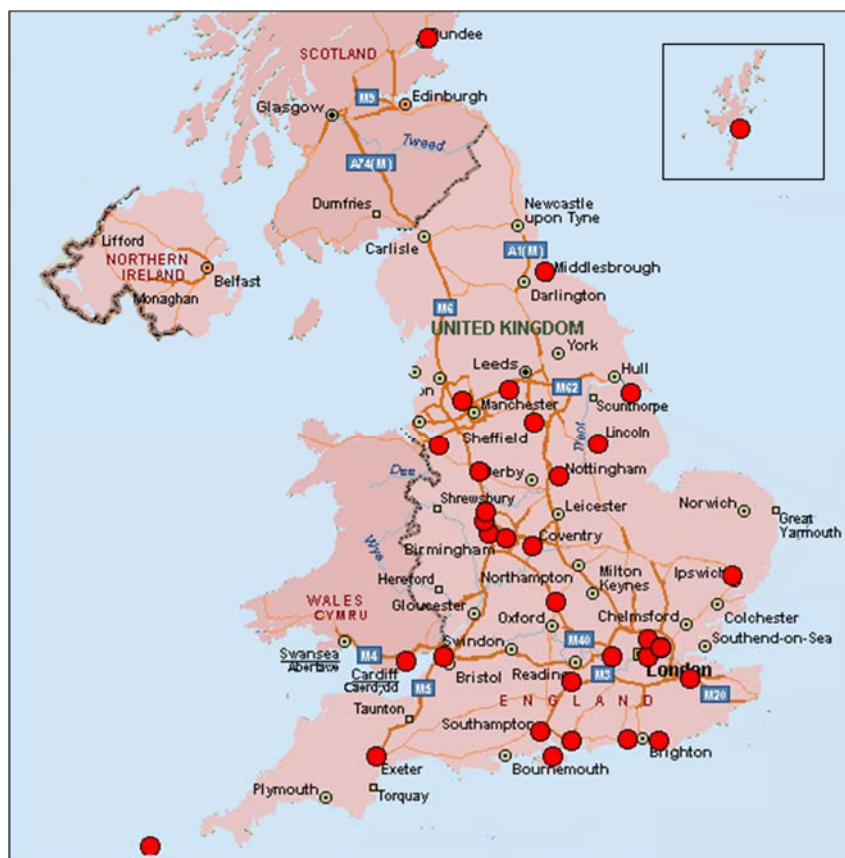 Dundee
SCOTLAND
M9
Edinburgh
Glasgow
Tweed
A74(M)
Dumfries
Newcastle
upon Tyne
Carlisle
Lifford
NORTHERN
IRELAND
Belfast
Monaghan
A1(M)
Middlesbrough
Darlington
M6
UNITED KINGDOM
York
Leeds
Hull
on
M62
Manchester
Scunthorpe
Sheffield
Trent
Lincoln
Dee
erby
Nottingham
Shrewsbury
Leicester
Norwich
Great
Yarmouth
Wye
Birmingham
Coventry
Hereford
Northampton
Milton
Keynes
Ipswich
WALES
CYMRU
Gloucester
Oxford
Chelmsford
Colchester
Swansea
Abertawe
M4
Swindon
M40
Southend-on-Sea
Cardiff
Caerdydd
M5
Bristol
Reading
M3
London
M20
Taunton
ENGLAND
Southampton
Brighton
Exeter
Bournemouth
Plymouth
Torquay